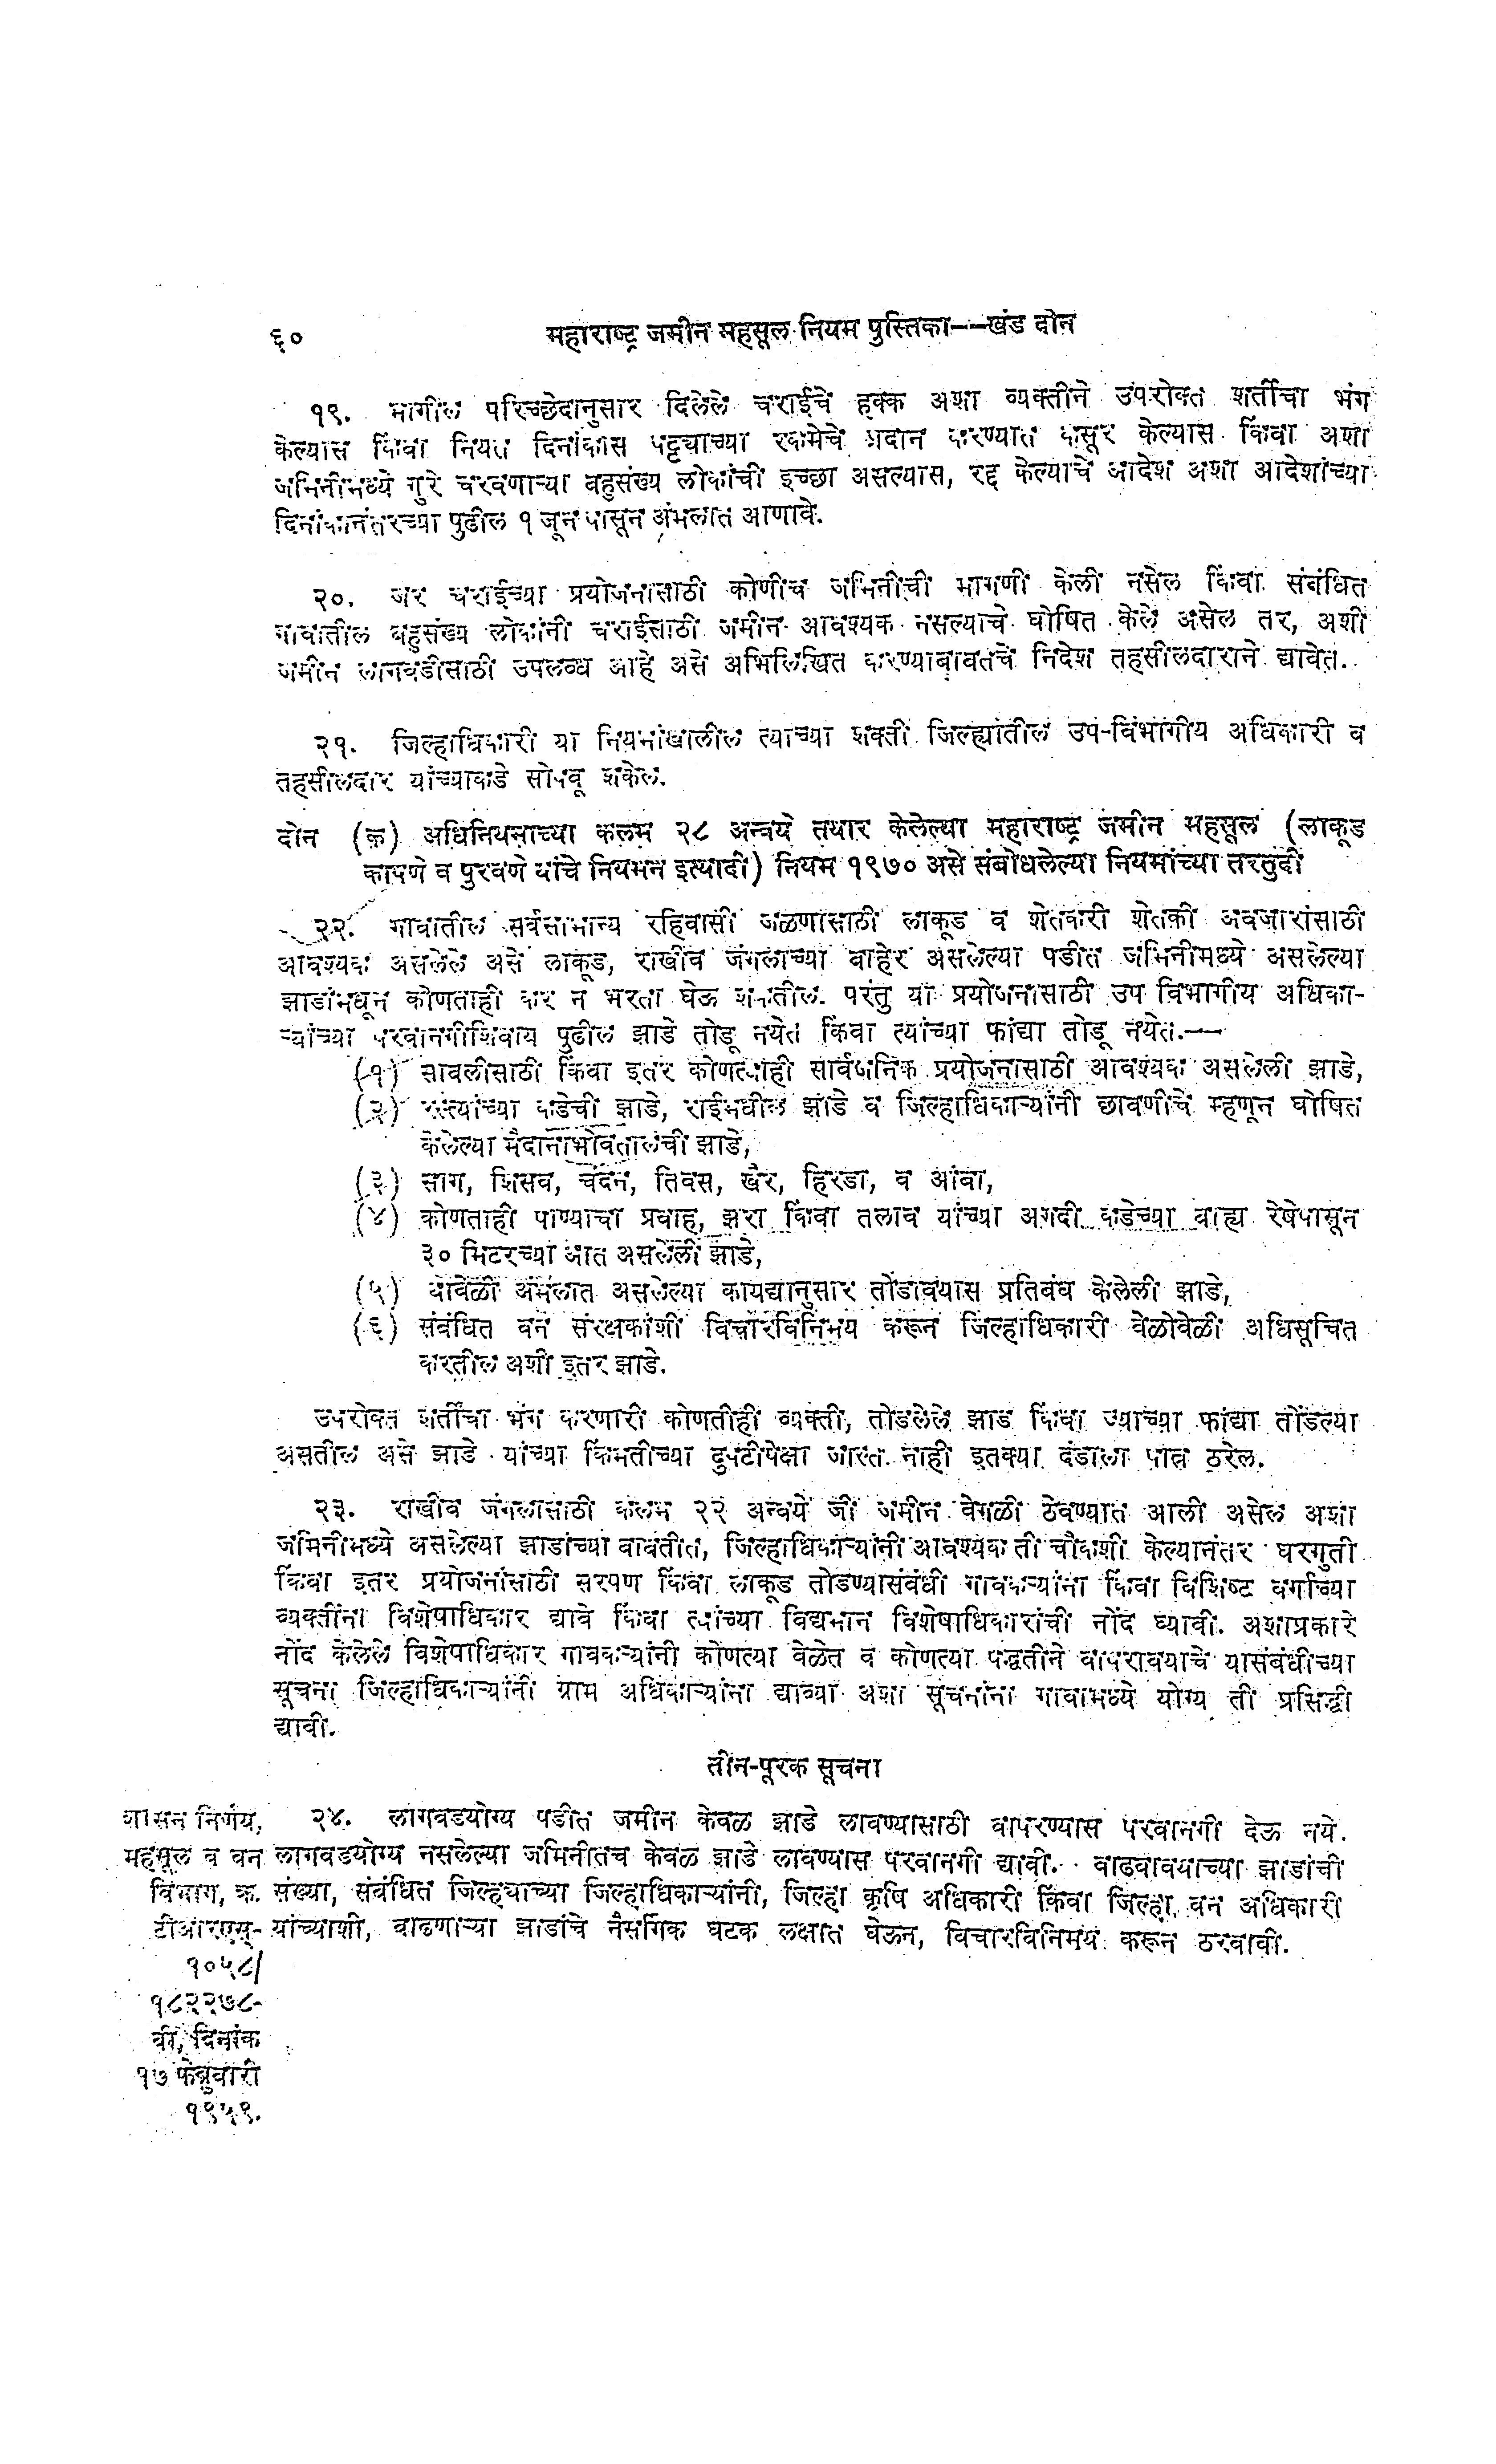 ६०
महाराष्ट्र जमीन महसूल नियम पुस्तिका--खंड दोन
१९. मागील परिच्छेदानुसार दिलेले चराईचे हक्क अशा व्यक्तीने उपरोक्त शर्तीचा भंग
केल्यास किंवा नियत दिनांकास पट्ट्याच्या रकमेचे प्रदान करण्यात कसूर केल्यास किंवा अशा
जमिनीमध्ये गुरे चरवणाऱ्या बहुसंख्य लोकांची इच्छा असल्यास, रद्द केल्याचे आदेश अशा आदेशांच्या
दिनांकानंतरच्या पुढील १ जून पासून अंमलात आणावे.
२०. जर चराईच्या प्रयोजनासाठी कोणीच जमिनीची मागणी केली नसेल किंवा संबंधित
गावातील बहुसंख्य लोकांनी चराईसाठी जमीन आवश्यक नसल्याचे घोषित केले असेल तर, अशी
जमीन लागवडीसाठी उपलब्ध आहे असे अभिलिखित करण्याबाबतचे निदेश तहसीलदाराने द्यावेत.
२१. जिल्हाधिकारी या नियमांखालील त्याच्या शक्ती जिल्ह्यातील उप-विभागीय अधिकारी व
तहसीलदार यांच्याकडे सोपवू शकेल.
दोन (क) अधिनियमाच्या कलम २८ अन्वये तयार केलेल्या महाराष्ट्र जमीन महसूल (लाकूड
कापणे व पुरवणे यांचे नियमन इत्यादी) नियम १९७० असे संबोधलेल्या नियमांच्या तरतुदी
२२. गावातील सर्वसामान्य रहिवासी जळणासाठी लाकूड व शेतकरी शेतकी अवजारांसाठी
आवश्यक असलेले असे लाकूड, राखीव जंगलाच्या बाहेर असलेल्या पडीत जमिनीमध्ये असलेल्या
झाडांमधून कोणताही कर न भरता घेऊ शकतील. परंतु या प्रयोजनासाठी उप विभागीय अधिका-
ऱ्यांच्या परवानगीशिवाय पुढील झाडे तोडू नयेत किंवा त्यांच्या फांद्या तोडू नयेत.——
(१) सावलीसाठी किंवा इतर कोणत्याही सार्वजनिक प्रयोजनासाठी आवश्यक असलेली झाडे,
(२) रस्त्यांच्या कडेची झाडे, राईमधील झाडे व जिल्हाधिकाऱ्यांनी छावणीचे म्हणून घोषित
केलेल्या मैदानाभोवतालची झाडे,
(३) साग, शिसव, चंदन, तिवस, खैर, हिरडा, व आंबा,
(४) कोणताही पाण्याचा प्रवाह, झरा किंवा तलाव यांच्या अगदी कडेच्या बाह्य रेषेपासून
३० मिटरच्या आत असलेली झाडे,
(५) यावेळी अंमलात असलेल्या कायद्यानुसार तोडावयास प्रतिबंध केलेली झाडे,
(६) संबंधित वन संरक्षकांशी विचारविनिमय करून जिल्हाधिकारी वेळोवेळी अधिसूचित
करतील अशी इतर झाडे.
उपरोक्त शर्तीचा भंग करणारी कोणतीही व्यक्ती, तोडलेले झाड किंवा ज्याच्या फांद्या तोडल्या
असतील असे झाडे यांच्या किंमतीच्या दुपटीपेक्षा जास्त नाही इतक्या दंडाला पात्र ठरेल.
२३. राखीव जंगलासाठी कलम २२ अन्वये जी जमीन वेगळी ठेवण्यात आली असेल अशा
जमिनीमध्ये असलेल्या झाडांच्या बाबतीत, जिल्हाधिकाऱ्यांनी आवश्यक ती चौकशी केल्यानंतर घरगुती
किंवा इतर प्रयोजनांसाठी सरपण किंवा लाकूड तोडण्यासंबंधी गावकऱ्यांना किंवा विशिष्ट वर्गाच्या
व्यक्तींना विशेषाधिकार द्यावे किंवा त्यांच्या विद्यमान विशेषाधिकारांची नोंद घ्यावी. अशाप्रकारे
नोंद केलेले विशेषाधिकार गावकऱ्यांनी कोणत्या वेळेत व कोणत्या पद्धतीने वापरावयाचे यासंबंधीच्या
सूचना जिल्हाधिकाऱ्यांनी ग्राम अधिकाऱ्यांना द्याव्या अशा सूचनांना गावामध्ये योग्य ती प्रसिद्धी
द्यावी.
तीन-पूरक सूचना
२४. लागवडयोग्य पडीत जमीन केवळ झाडे लावण्यासाठी वापरण्यास परवानगी देऊ नये.
लागवडयोग्य नसलेल्या जमिनीतच केवळ झाडे लावण्यास परवानगी द्यावी. वाढवावयाच्या झाडांची
संख्या, संबंधित जिल्ह्याच्या जिल्हाधिकाऱ्यांनी, जिल्हा कृषि अधिकारी किंवा जिल्हा वन अधिकारी
यांच्याशी, वाढणाऱ्या झाडांचे नैसर्गिक घटक लक्षात घेऊन, विचारविनिमय करून ठरवावी.
शासन निर्णय,
महसूल व वन
विभाग, क्र.
टीआरएस्-
१०५८/
१८२२७८-
बी, दिनांक
१७ फेब्रुवारी
१९५९.